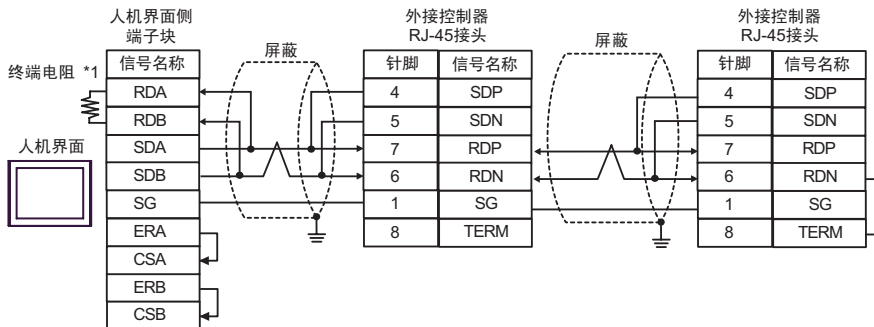 人机界面侧
端子块
外接控制器
RJ-45接头
外接控制器
RJ-45接头
屏蔽
屏蔽
终端电阻 *1
信号名称
针脚 信号名称
针脚 信号名称
RDA
4 SDP
4 SDP
RDB
5 SDN
5 SDN
人机界面
SDA
7 RDP
7 RDP
SDB
6 RDN
6 RDN
SG
1 SG
1 SG
ERA
8 TERM
8 TERM
CSA
ERB
CSB